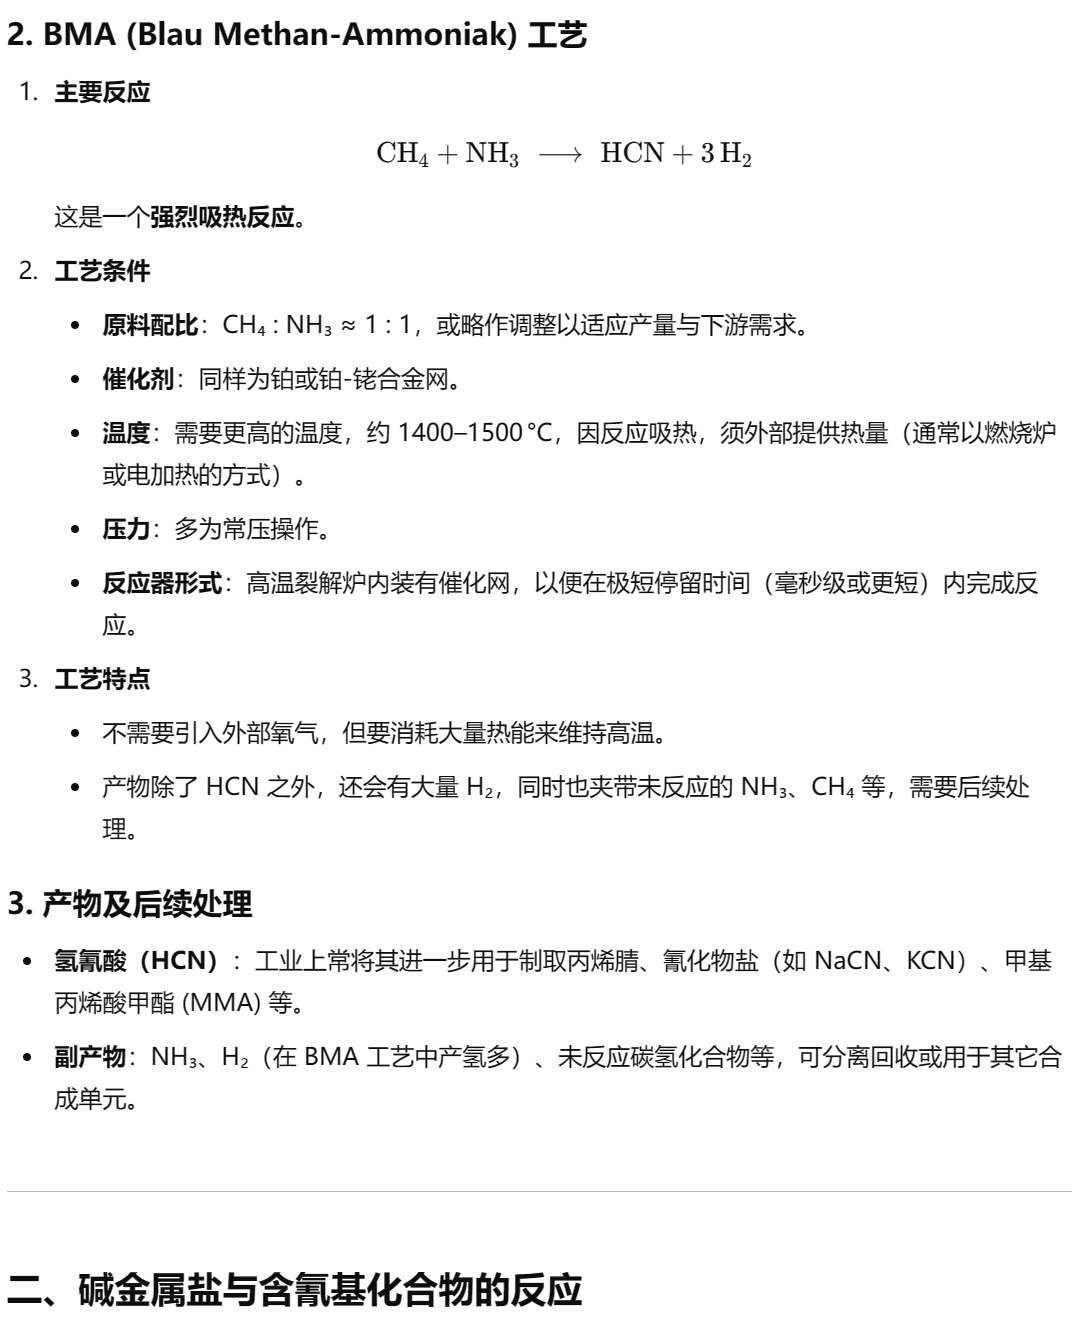 2. BMA (Blau Methan-Ammoniak) 工艺
1. 主要反应
CH₄ + NH₃ ⟶ HCN + 3 H₂
这是一个强烈吸热反应。
2. 工艺条件
• 原料配比：CH₄ : NH₃ ≈ 1 : 1，或略作调整以适应产量与下游需求。
• 催化剂：同样为铂或铂-铑合金网。
• 温度：需要更高的温度，约 1400–1500 °C，因反应吸热，须外部提供热量（通常以燃烧炉
或电加热的方式）。
• 压力：多为常压操作。
• 反应器形式：高温裂解炉内装有催化网，以便在极短停留时间（毫秒级或更短）内完成反
应。
3. 工艺特点
• 不需要引入外部氧气，但要消耗大量热能来维持高温。
• 产物除了 HCN 之外，还会有大量 H₂，同时也夹带未反应的 NH₃、CH₄ 等，需要后续处
理。
3. 产物及后续处理
• 氢氰酸（HCN）：工业上常将其进一步用于制取丙烯腈、氰化物盐（如 NaCN、KCN）、甲基
丙烯酸甲酯 (MMA) 等。
• 副产物：NH₃、H₂（在 BMA 工艺中产氢多）、未反应碳氢化合物等，可分离回收或用于其它合
成单元。
二、碱金属盐与含氰基化合物的反应